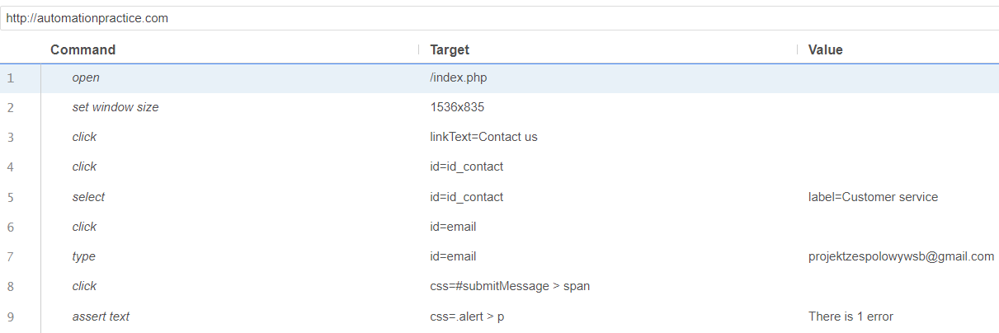 http://automationpractice.com
Command Target Value
1 open /index.php
2 set window size 1536x835
3 click linkText=Contact us
4 click id=id_contact
5 select id=id_contact label=Customer service
6 click id=email
7 type id=email projektzespolowywsb@gmail.com
8 click css=#submitMessage > span
9 assert text css=.alert > p There is 1 error